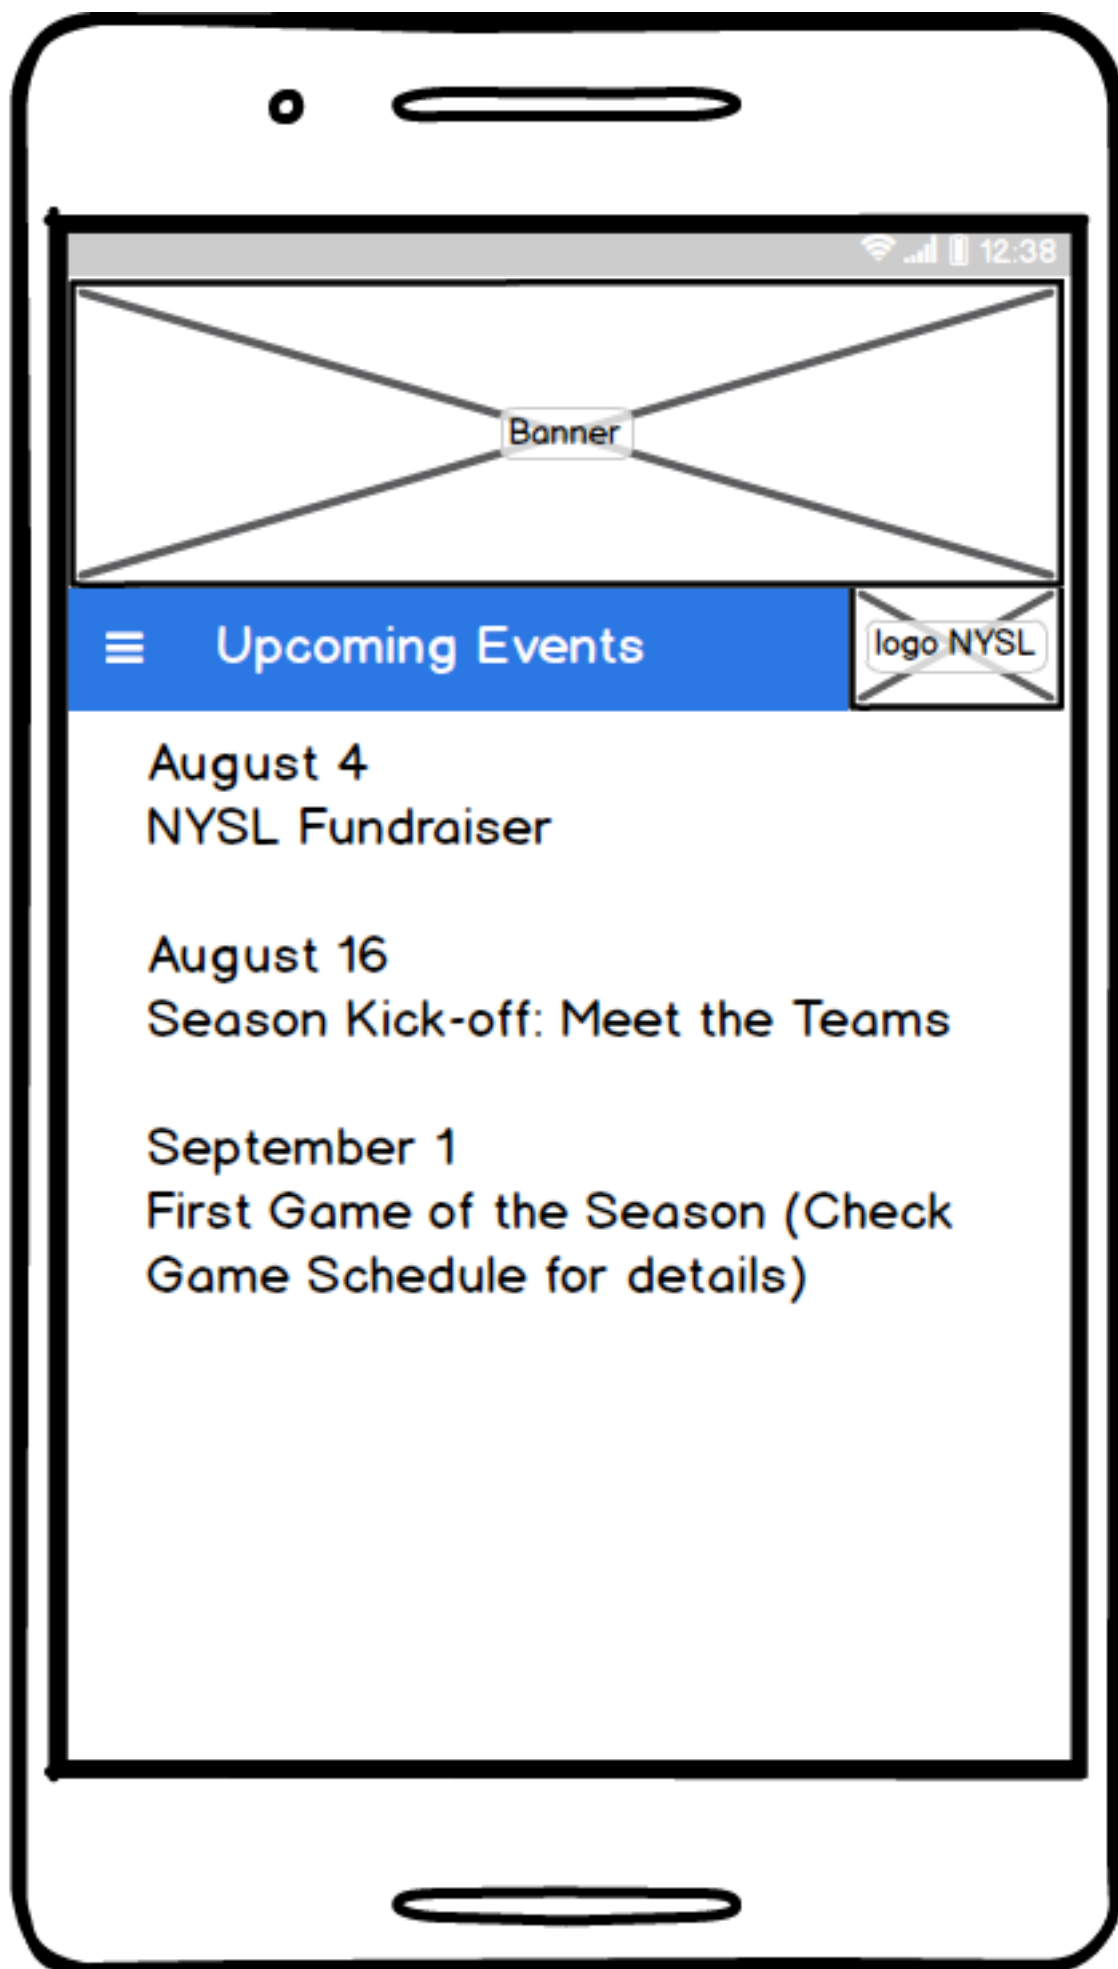 12:38
Banner
Upcoming Events
logo NYSL
August 4
NYSL Fundraiser
August 16
Season Kick-off: Meet the Teams
September 1
First Game of the Season (Check
Game Schedule for details)